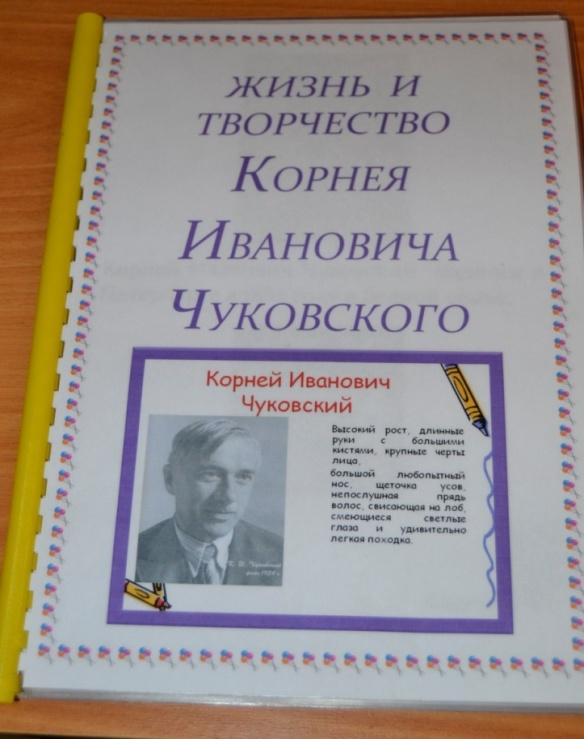 ЖИЗНЬ И
ТВОРЧЕСТВО
КОРНЕЯ
ИВАНОВИЧА
ЧУКОВСКОГО
Корней Иванович
Чуковский
Высокий рост, длинные
руки с большими
кистями, крупные черты
лица,
большой любопытный
нос, щеточка усов,
непослушная прядь
волос, свисающая на лоб,
смеющиеся светлые
глаза и удивительно
легкая походка.
К. И. Чуковский